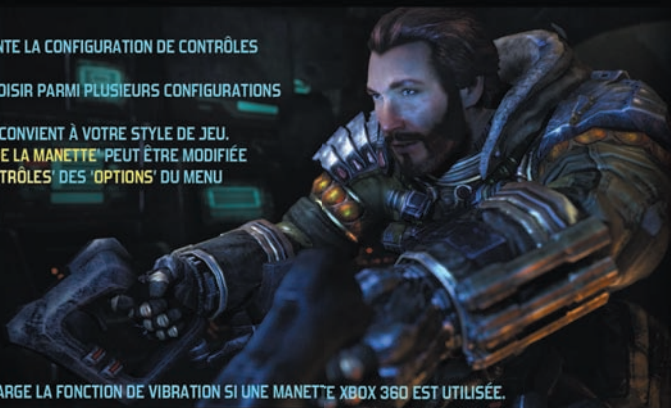 NTE LA CONFIGURATION DE CONTRÔLES
OISIR PARMI PLUSIEURS CONFIGURATIONS
CONVIENT À VOTRE STYLE DE JEU.
E LA MANETTE' PEUT ÊTRE MODIFIÉE
TRÔLES' DES 'OPTIONS' DU MENU
ARGE LA FONCTION DE VIBRATION SI UNE MANETTE XBOX 360 EST UTILISÉE.